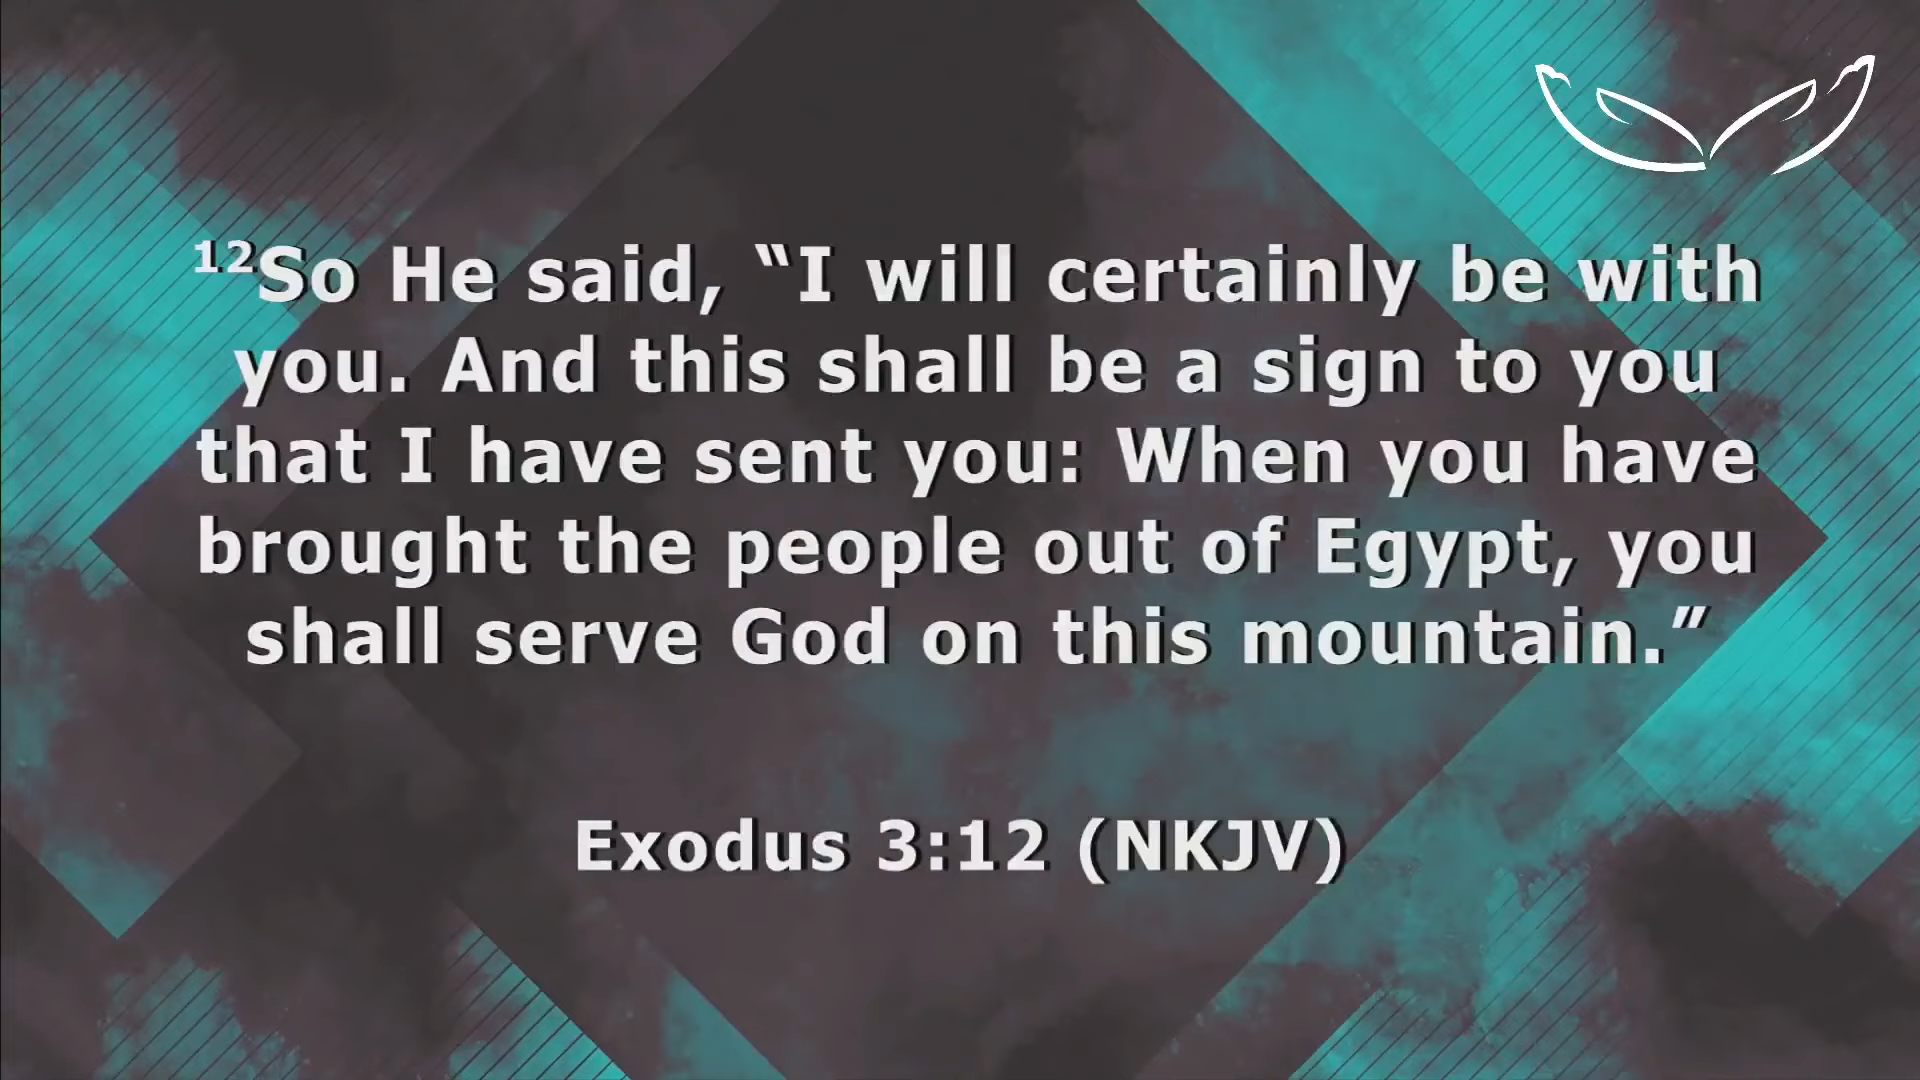 ¹²So He said, “I will certainly be with
you. And this shall be a sign to you
that I have sent you: When you have
brought the people out of Egypt, you
shall serve God on this mountain.”
Exodus 3:12 (NKJV)